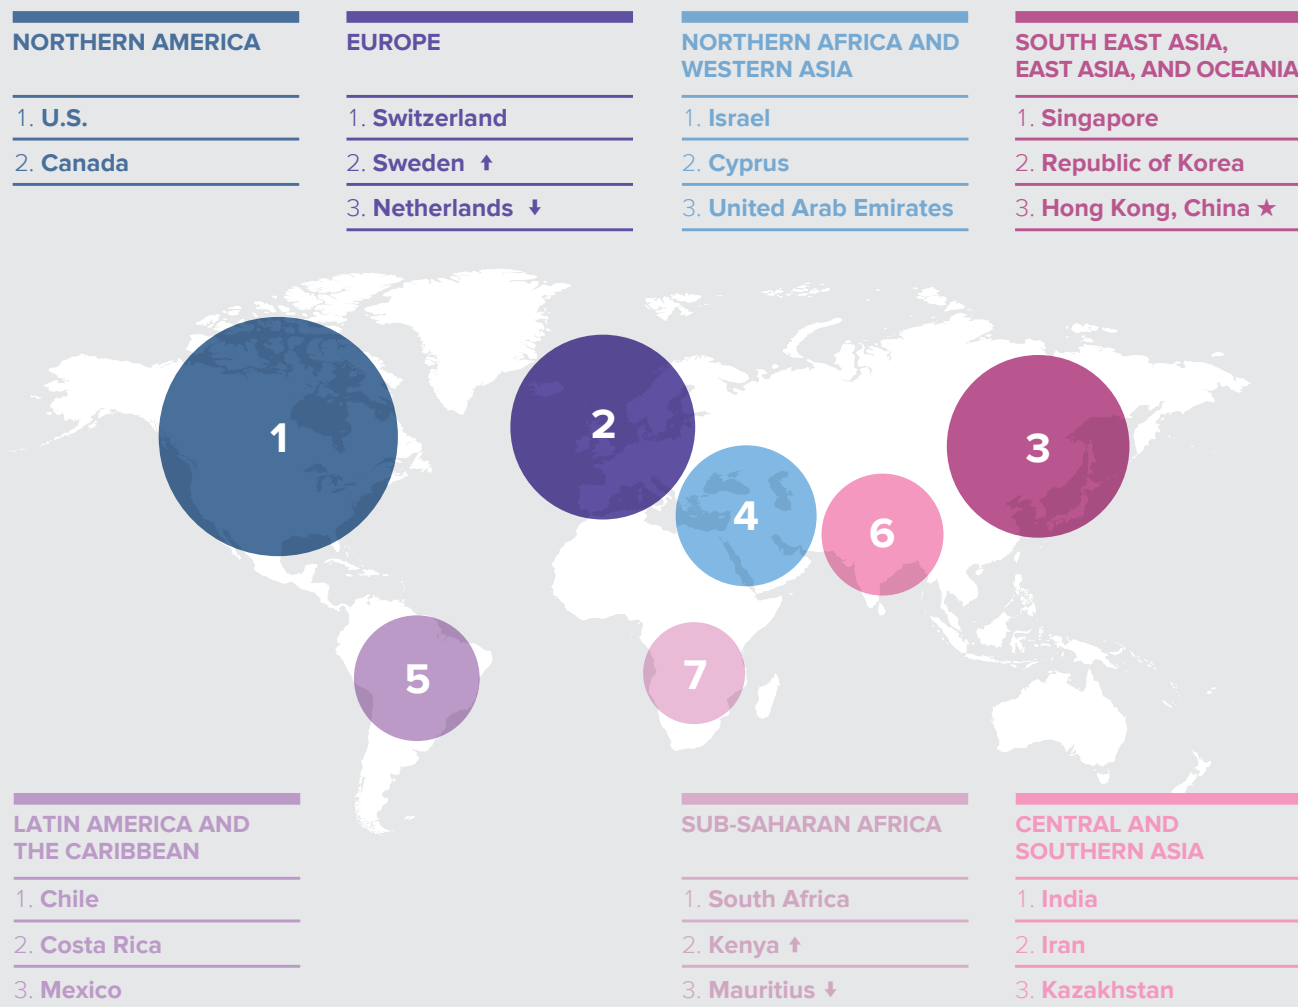 NORTHERN AMERICA
1. U.S.
2. Canada
EUROPE
1. Switzerland
2. Sweden ↑
3. Netherlands ↓
NORTHERN AFRICA AND
WESTERN ASIA
1. Israel
2. Cyprus
3. United Arab Emirates
SOUTH EAST ASIA,
EAST ASIA, AND OCEANIA
1. Singapore
2. Republic of Korea
3. Hong Kong, China ★
1
2
3
4
6
5
7
LATIN AMERICA AND
THE CARIBBEAN
1. Chile
2. Costa Rica
3. Mexico
SUB-SAHARAN AFRICA
1. South Africa
2. Kenya ↑
3. Mauritius ↓
CENTRAL AND
SOUTHERN ASIA
1. India
2. Iran
3. Kazakhstan